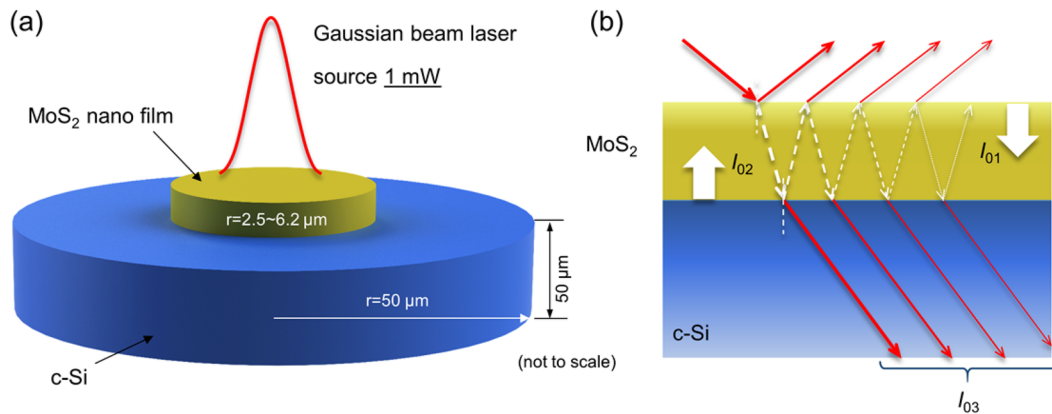 (a)
Gaussian beam laser
source 1 mW
MoS₂ nano film
r=2.5~6.2 μm
r=50 μm
50 μm
(not to scale)
c-Si
(b)
MoS₂
I₀₂
I₀₁
c-Si
I₀₃